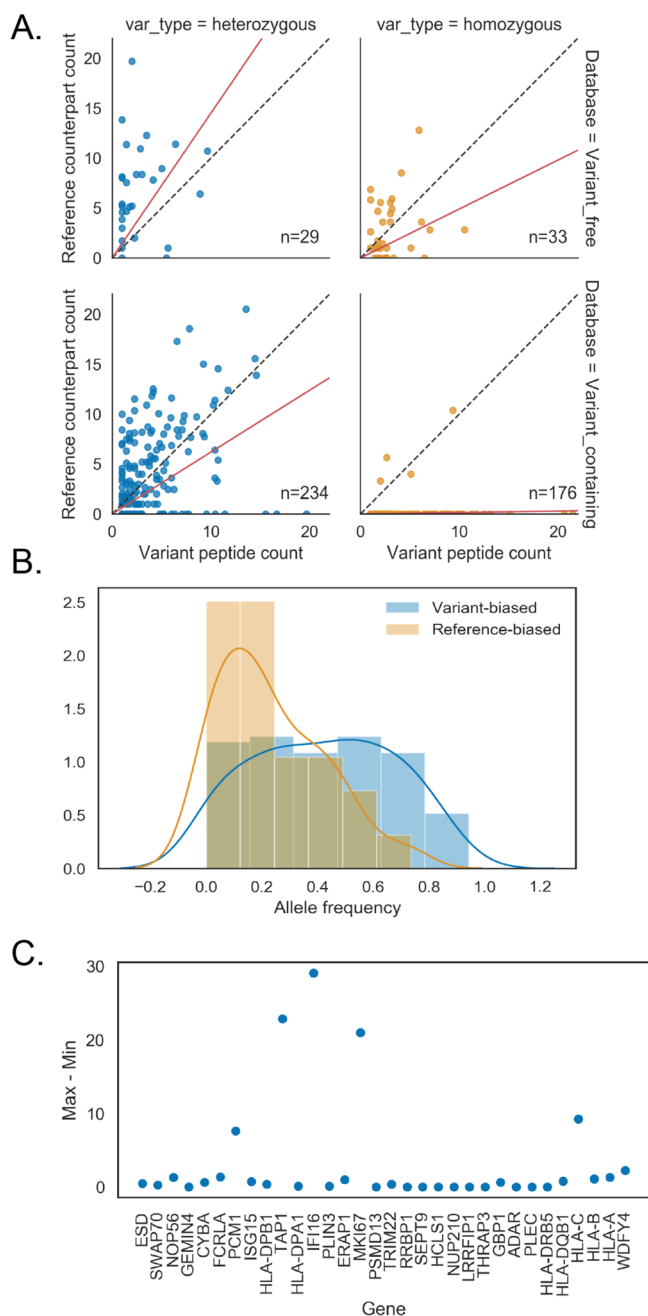 A.
var_type = heterozygous
var_type = homozygous
Reference counterpart count
20
15
10
5
0
n=29
n=33
Database = Variant_free
Reference counterpart count
20
15
10
5
0
n=234
n=176
Database = Variant_containing
0
10
20
0
10
20
Variant peptide count
Variant peptide count
B.
2.5
2.0
1.5
1.0
0.5
0.0
Variant-biased
Reference-biased
−0.2
0.0
0.2
0.4
0.6
0.8
1.0
1.2
Allele frequency
C.
Max - Min
30
20
10
0
ESD
SWAP70
NOP56
GEMIN4
CYBA
FCRLA
PCM1
ISG15
HLA-DPB1
TAP1
HLA-DPA1
IFI16
PLIN3
ERAP1
MKI67
PSMD13
TRIM22
RRBP1
SEPT9
HCLS1
NUP210
LRRFIP1
THRAP3
GBP1
ADAR
PLEC
HLA-DRB5
HLA-DQB1
HLA-C
HLA-B
HLA-A
WDFY4
Gene